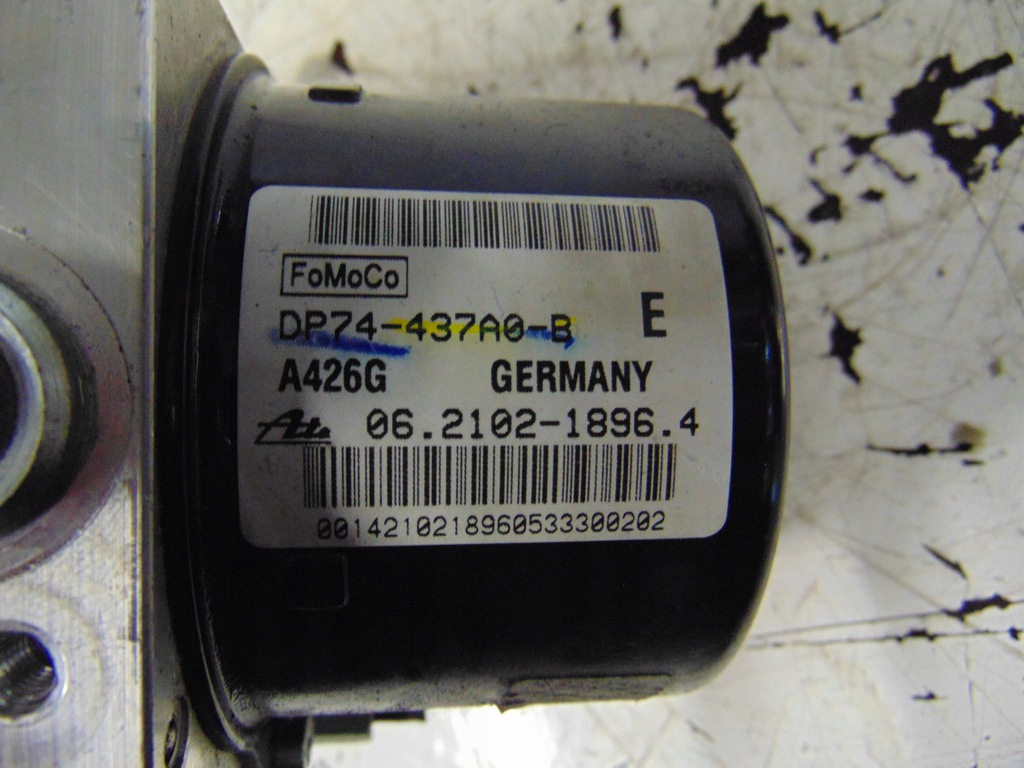 FoMoCo
DP74-437A0-B E
A426G GERMANY
Ate 06.2102-1896.4
0014210218960533300202